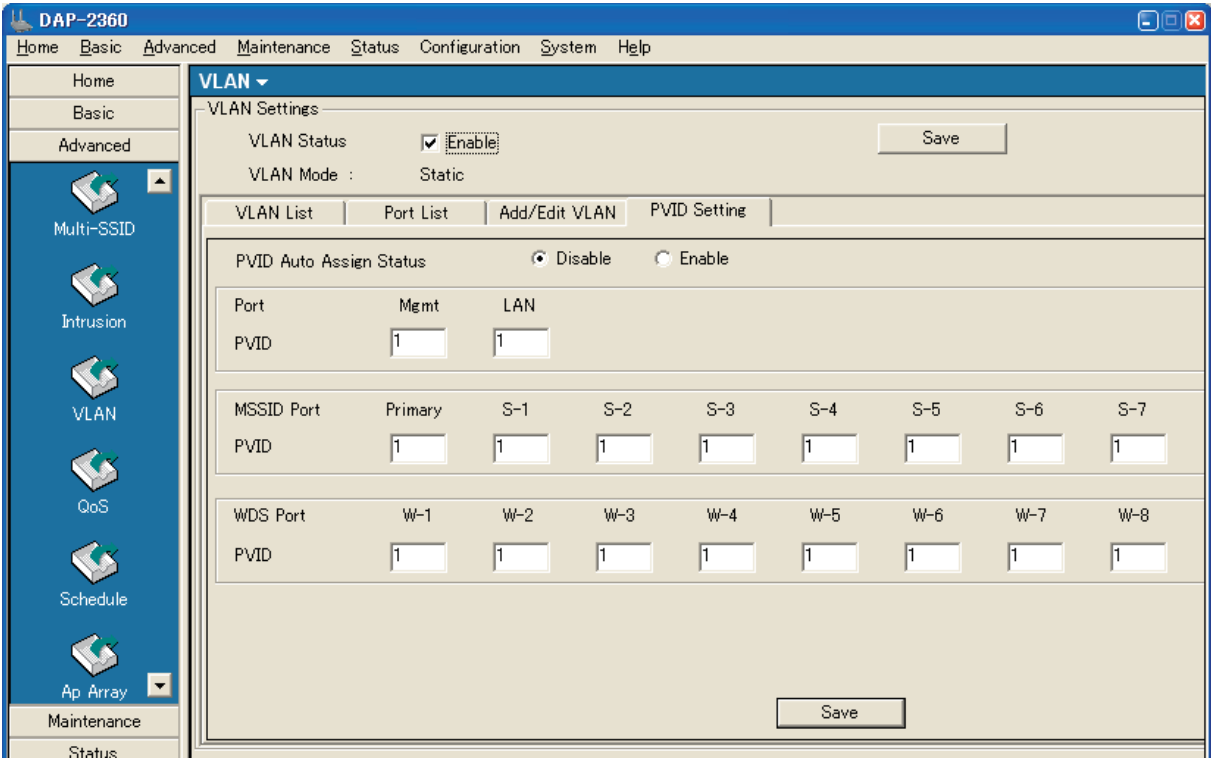 DAP-2360
Home Basic Advanced Maintenance Status Configuration System Help
Home
Basic
Advanced
Multi-SSID
Intrusion
VLAN
QoS
Schedule
Ap Array
Maintenance
Status
VLAN
VLAN Settings
VLAN Status Enable Save
VLAN Mode : Static
VLAN List Port List Add/Edit VLAN PVID Setting
PVID Auto Assign Status Disable Enable
Port Mgmt LAN
PVID 1 1
MSSID Port Primary S-1 S-2 S-3 S-4 S-5 S-6 S-7
PVID 1 1 1 1 1 1 1 1
WDS Port W-1 W-2 W-3 W-4 W-5 W-6 W-7 W-8
PVID 1 1 1 1 1 1 1 1
Save